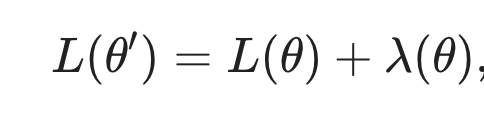 L(θ′) = L(θ) + λ(θ),